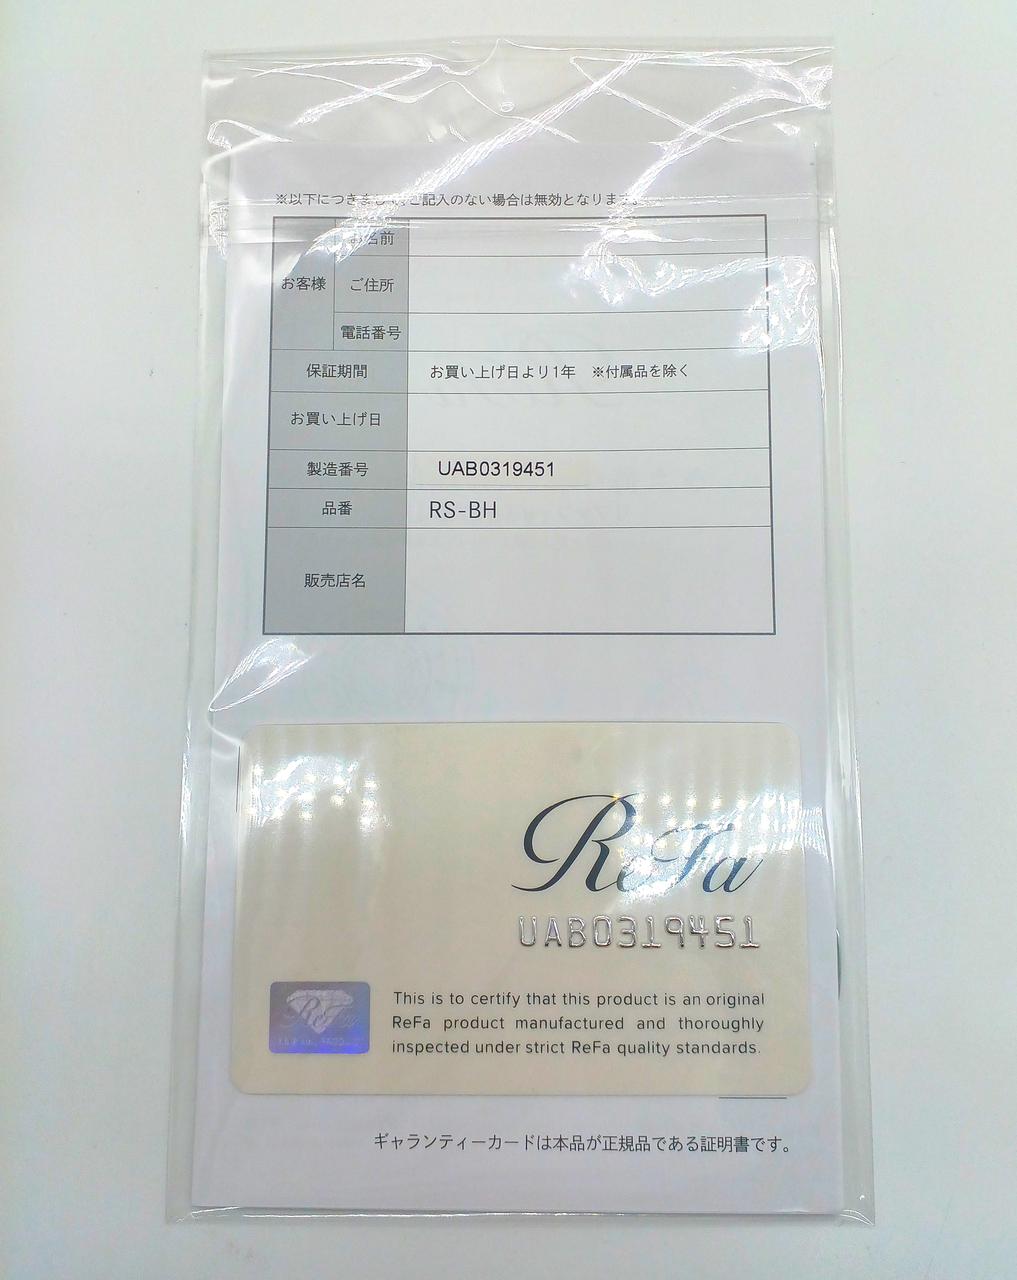 ※以下につきまして、ご記入のない場合は無効となります。
お客様
お名前
ご住所
電話番号
保証期間 お買い上げ日より1年 ※付属品を除く
お買い上げ日
製造番号 UAB0319451
品番 RS-BH
販売店名
ReFa
UAB0319451
ReFa
This is to certify that this product is an original
ReFa product manufactured and thoroughly
inspected under strict ReFa quality standards.
ギャランティーカードは本品が正規品である証明書です。